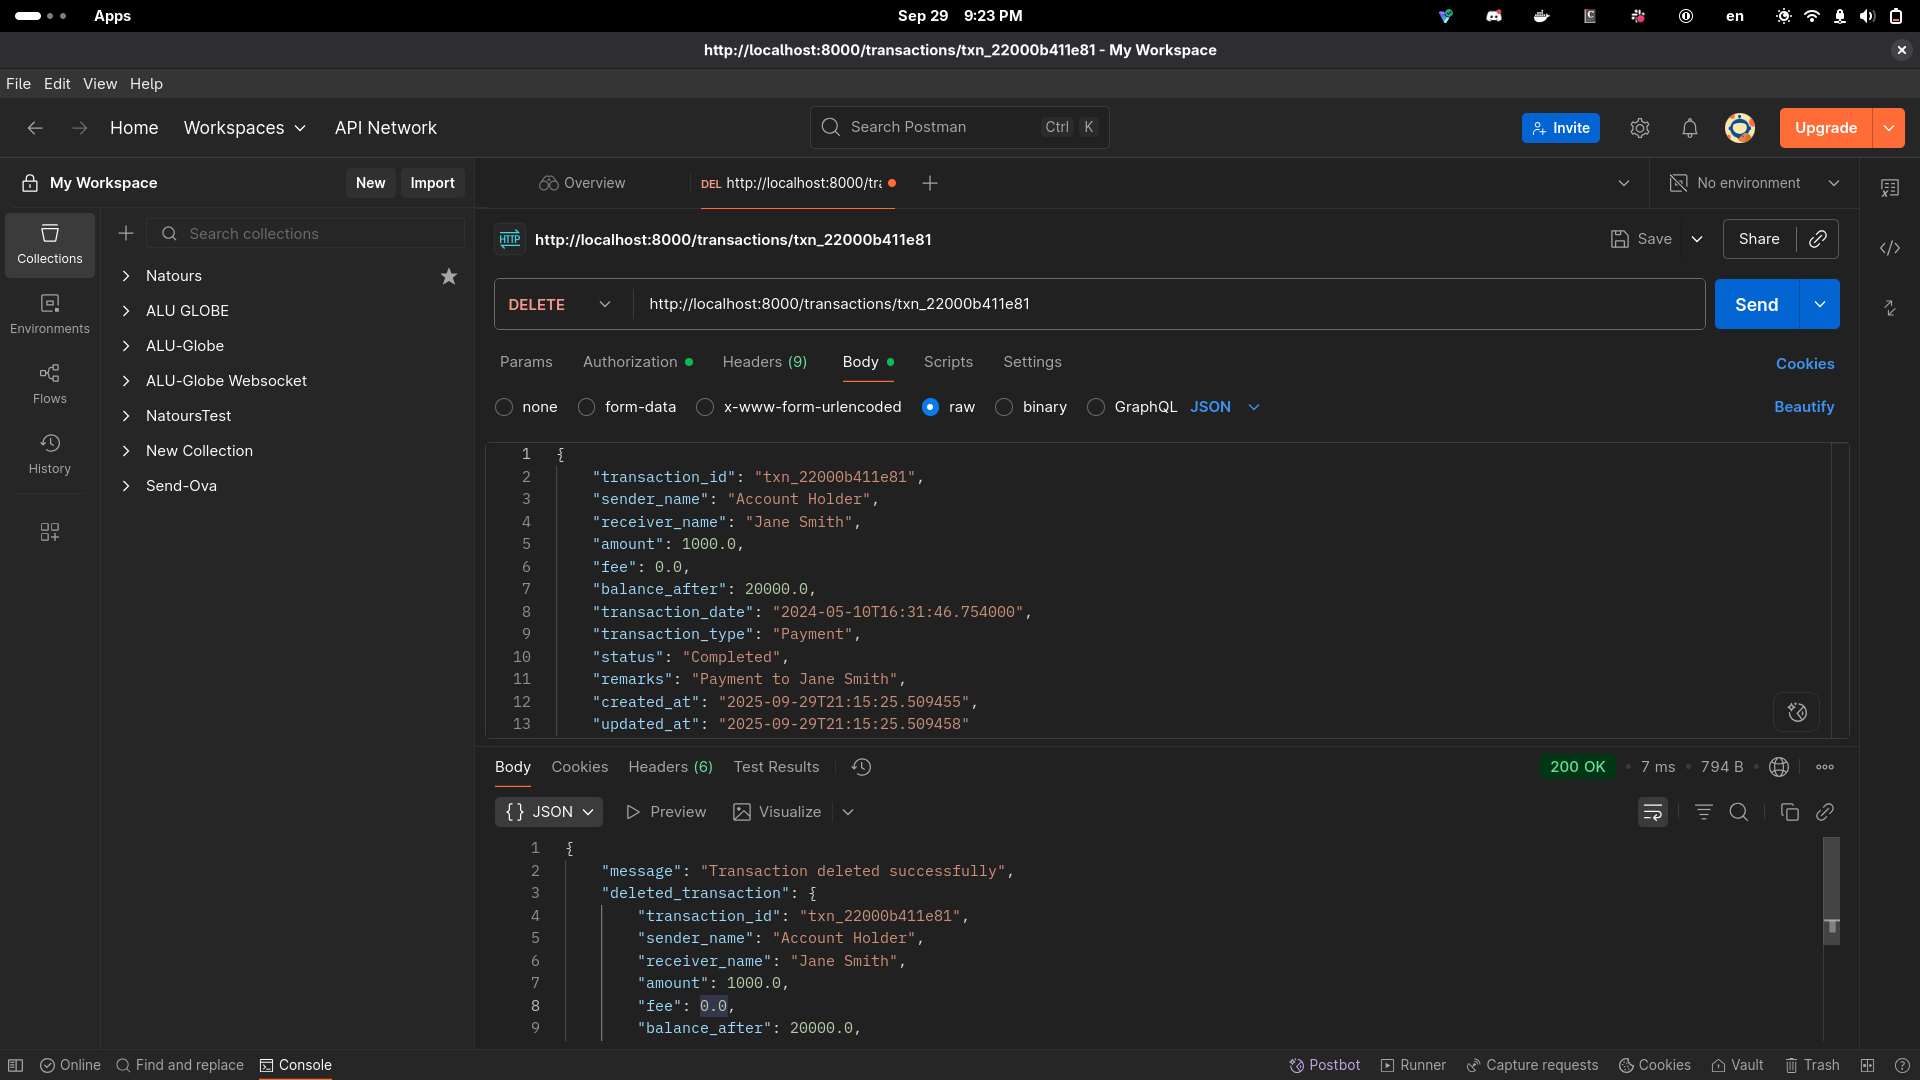 Apps
Sep 29 9:23 PM
en
http://localhost:8000/transactions/txn_22000b411e81 - My Workspace
File Edit View Help
Home Workspaces API Network
Search Postman Ctrl K
Invite
Upgrade
My Workspace
New
Import
Overview
DEL http://localhost:8000/tra
No environment
Collections
Environments
Flows
History
Search collections
Natours
ALU GLOBE
ALU-Globe
ALU-Globe Websocket
NatoursTest
New Collection
Send-Ova
HTTP http://localhost:8000/transactions/txn_22000b411e81
Save
Share
DELETE http://localhost:8000/transactions/txn_22000b411e81
Send
Params Authorization Headers (9) Body Scripts Settings
Cookies
none form-data x-www-form-urlencoded raw binary GraphQL JSON
Beautify
1 {
2 "transaction_id": "txn_22000b411e81",
3 "sender_name": "Account Holder",
4 "receiver_name": "Jane Smith",
5 "amount": 1000.0,
6 "fee": 0.0,
7 "balance_after": 20000.0,
8 "transaction_date": "2024-05-10T16:31:46.754000",
9 "transaction_type": "Payment",
10 "status": "Completed",
11 "remarks": "Payment to Jane Smith",
12 "created_at": "2025-09-29T21:15:25.509455",
13 "updated_at": "2025-09-29T21:15:25.509458"
Body Cookies Headers (6) Test Results
200 OK 7 ms 794 B
{} JSON Preview Visualize
1 {
2 "message": "Transaction deleted successfully",
3 "deleted_transaction": {
4 "transaction_id": "txn_22000b411e81",
5 "sender_name": "Account Holder",
6 "receiver_name": "Jane Smith",
7 "amount": 1000.0,
8 "fee": 0.0,
9 "balance_after": 20000.0,
Online Find and replace Console
Postbot Runner Capture requests Cookies Vault Trash